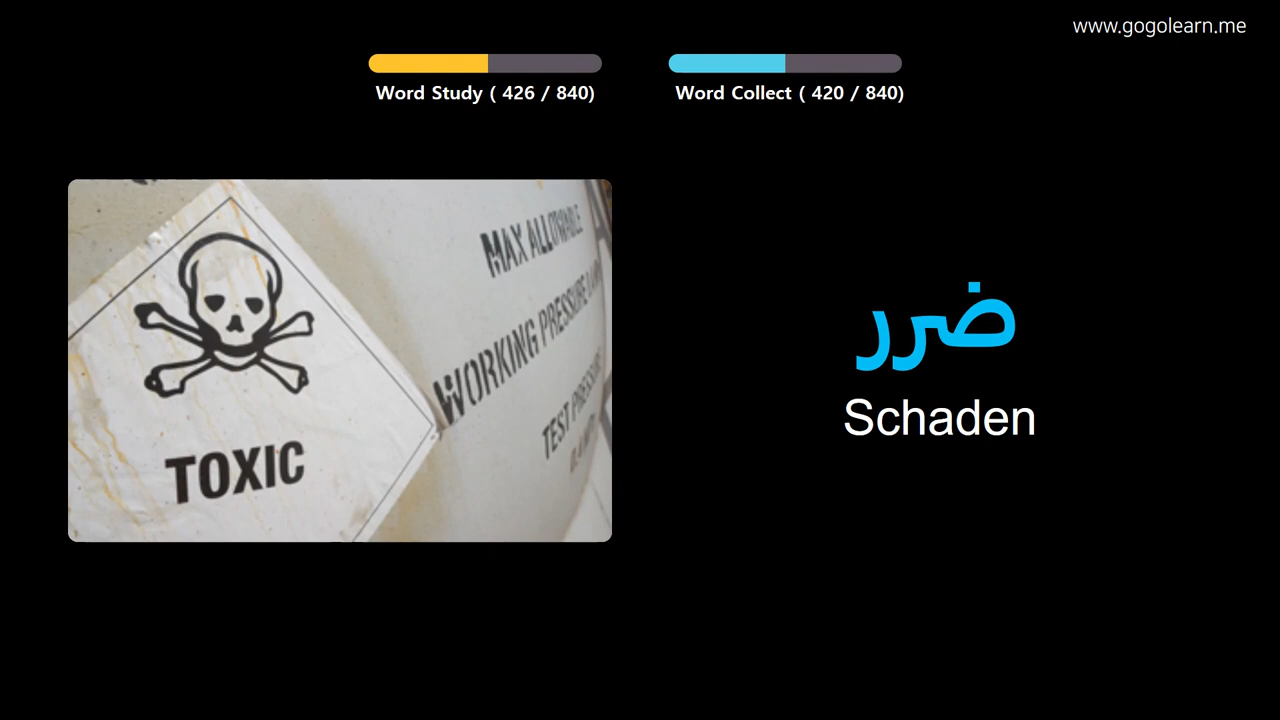 www.gogolearn.me
Word Study ( 426 / 840)
Word Collect ( 420 / 840)
MAX ALLOWABLE
WORKING PRESSURE
TEST PRESSURE
TOXIC
ضرر
Schaden